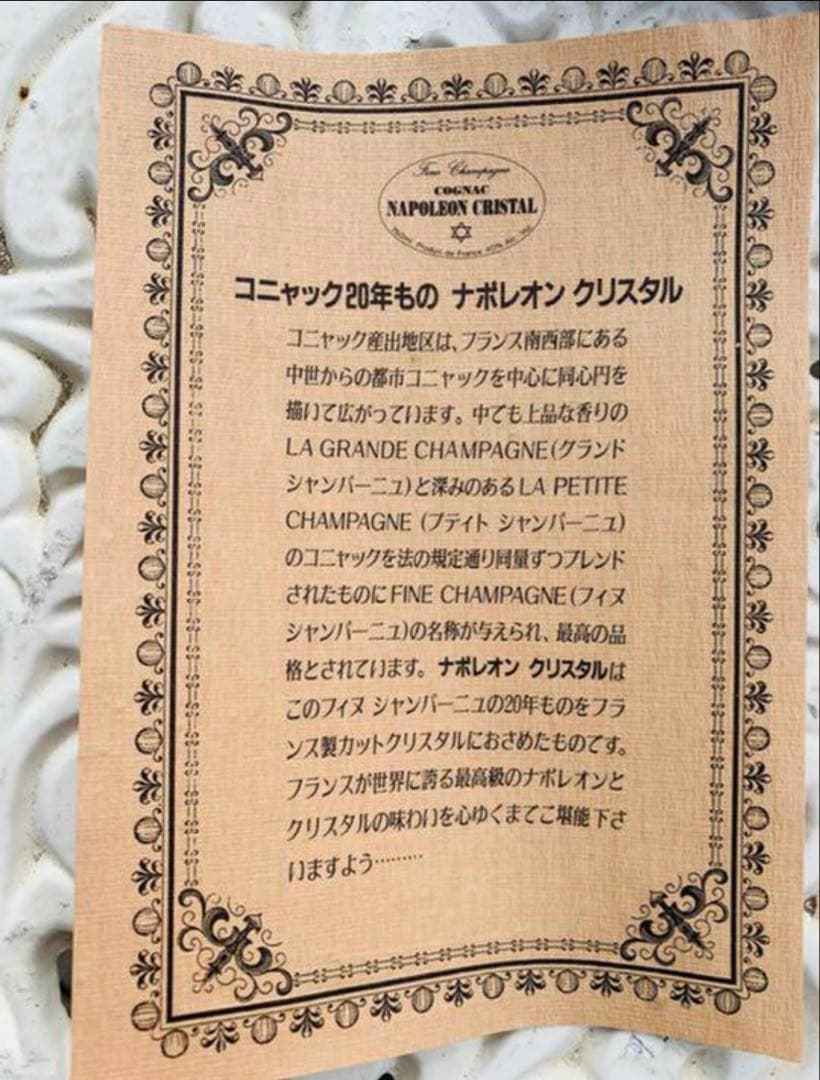 Fine Champagne
COGNAC
NAPOLEON CRISTAL
Produit de France
コニャック20年もの ナポレオン クリスタル
コニャック産出地区は、フランス南西部にある
中世からの都市コニャックを中心に同心円を
描いて広がっています。中でも上品な香りの
LA GRANDE CHAMPAGNE(グランド
シャンパーニュ)と深みのあるLA PETITE
CHAMPAGNE (プティト シャンパーニュ)
のコニャックを法の規定通り同量ずつブレンド
されたものにFINE CHAMPAGNE(フィヌ
シャンパーニュ)の名称が与えられ、最高の品
格とされています。ナポレオン クリスタルは
このフィヌ シャンパーニュの20年ものをフラ
ンス製カットクリスタルにおさめたものです。
フランスが世界に誇る最高級のナポレオンと
クリスタルの味わいを心ゆくまでご堪能下さ
いますよう………